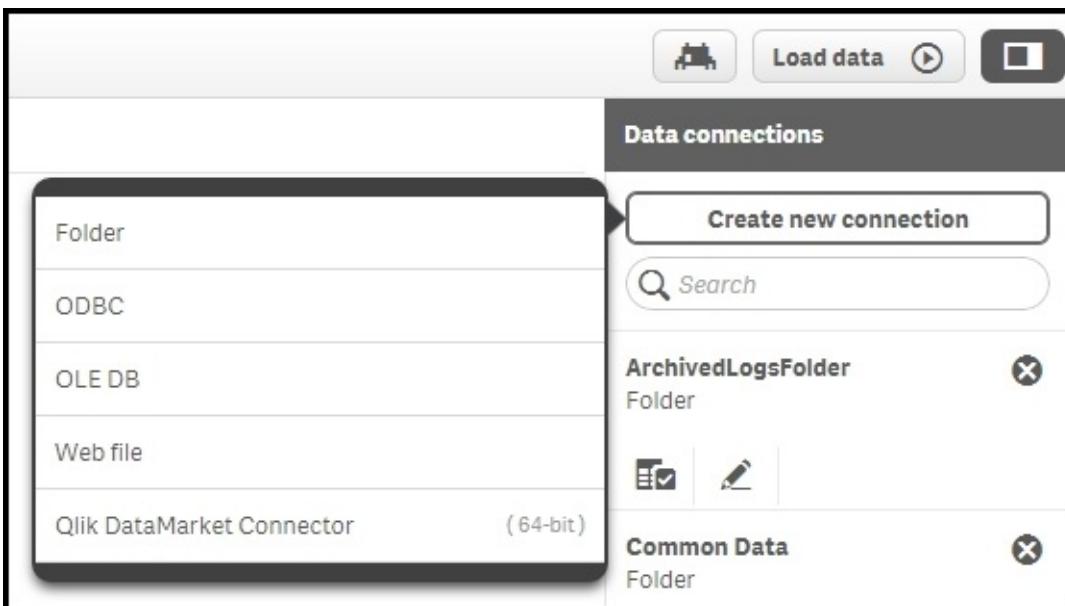 Load data
Data connections
Create new connection
Search
Folder
ODBC
OLE DB
Web file
Qlik DataMarket Connector (64-bit)
ArchivedLogsFolder
Folder
Common Data
Folder